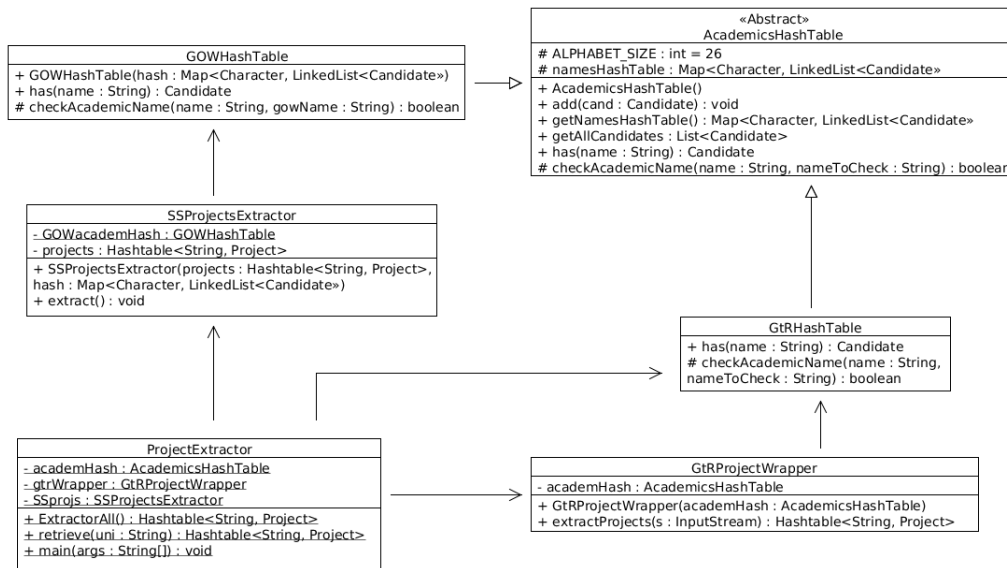 «Abstract»
AcademicsHashTable
# ALPHABET_SIZE : int = 26
# namesHashTable : Map<Character, LinkedList<Candidate»
+ AcademicsHashTable()
+ add(cand : Candidate) : void
+ getNamesHashTable() : Map<Character, LinkedList<Candidate»
+ getAllCandidates : List<Candidate>
+ has(name : String) : Candidate
# checkAcademicName(name : String, nameToCheck : String) : boolean
GOWHashTable
+ GOWHashTable(hash : Map<Character, LinkedList<Candidate»)
+ has(name : String) : Candidate
# checkAcademicName(name : String, gowName : String) : boolean
SSProjectsExtractor
- GOWacademHash : GOWHashTable
- projects : Hashtable<String, Project>
+ SSProjectsExtractor(projects : Hashtable<String, Project>,
hash : Map<Character, LinkedList<Candidate»)
+ extract() : void
GtRHashTable
+ has(name : String) : Candidate
# checkAcademicName(name : String,
nameToCheck : String) : boolean
ProjectExtractor
- academHash : AcademicsHashTable
- gtrWrapper : GtRProjectWrapper
- SSprojs : SSProjectsExtractor
+ ExtractorAll() : Hashtable<String, Project>
+ retrieve(uni : String) : Hashtable<String, Project>
+ main(args : String[]) : void
GtRProjectWrapper
- academHash : AcademicsHashTable
+ GtRProjectWrapper(academHash : AcademicsHashTable)
+ extractProjects(s : InputStream) : Hashtable<String, Project>